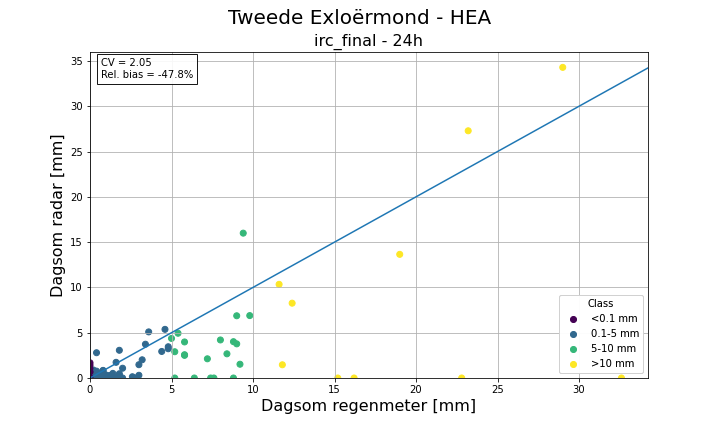 Tweede Exloërmond - HEA
irc_final - 24h
CV = 2.05
Rel. bias = -47.8%
35
30
25
20
15
10
5
0
Dagsom radar [mm]
Class
<0.1 mm
0.1-5 mm
5-10 mm
>10 mm
0 5 10 15 20 25 30
Dagsom regenmeter [mm]